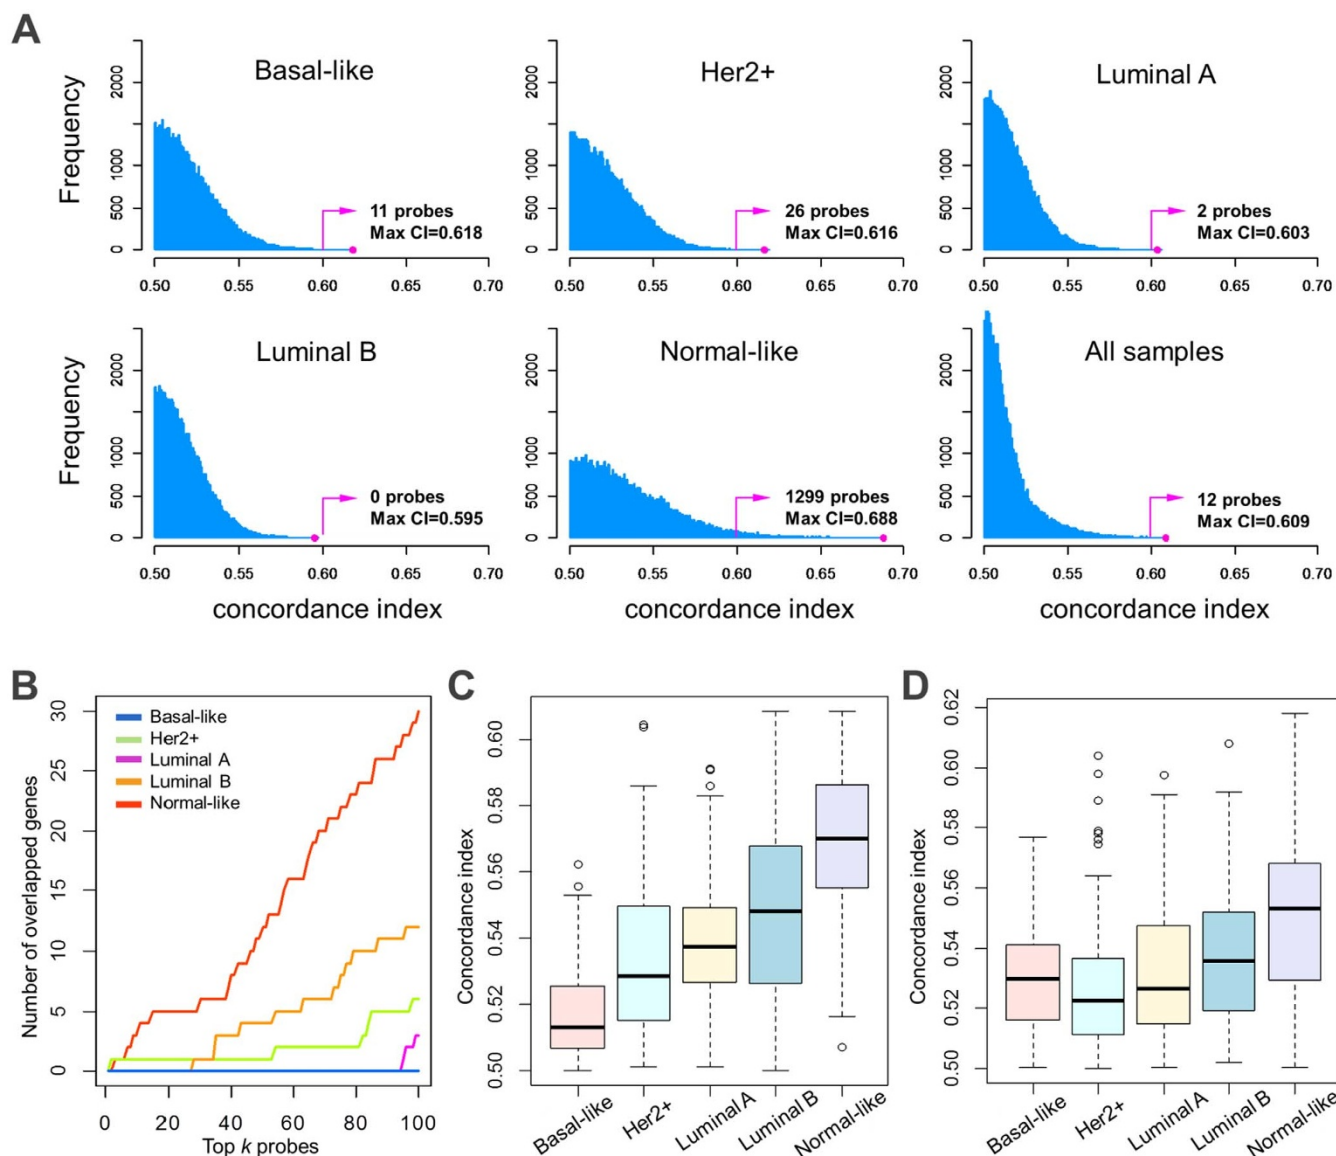 A
Basal-like
Her2+
Luminal A
Frequency
2000
1000
500
0
11 probes
Max CI=0.618
0.50 0.55 0.60 0.65 0.70
2000
1000
500
0
26 probes
Max CI=0.616
0.50 0.55 0.60 0.65 0.70
2000
1000
500
0
2 probes
Max CI=0.603
0.50 0.55 0.60 0.65 0.70
Luminal B
Normal-like
All samples
Frequency
2000
1000
500
0
0 probes
Max CI=0.595
0.50 0.55 0.60 0.65 0.70
concordance index
2000
1000
500
0
1299 probes
Max CI=0.688
0.50 0.55 0.60 0.65 0.70
concordance index
2000
1000
500
0
12 probes
Max CI=0.609
0.50 0.55 0.60 0.65 0.70
concordance index
B
Number of overlapped genes
30
25
20
15
10
5
0
Basal-like
Her2+
Luminal A
Luminal B
Normal-like
0 20 40 60 80 100
Top k probes
C
Concordance index
0.60
0.58
0.56
0.54
0.52
0.50
Basal-like
Her2+
Luminal A
Luminal B
Normal-like
D
Concordance index
0.62
0.60
0.58
0.56
0.54
0.52
0.50
Basal-like
Her2+
Luminal A
Luminal B
Normal-like